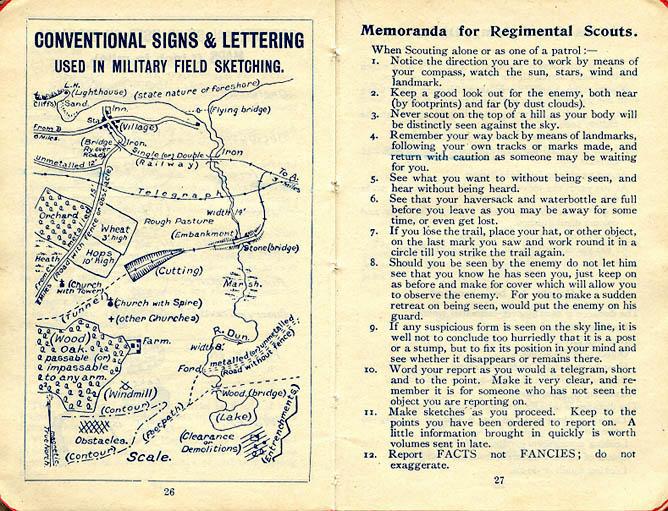 CONVENTIONAL SIGNS & LETTERING
USED IN MILITARY FIELD SKETCHING.
L.H.
(Lighthouse)
(state nature of foreshore)
cliffs)
Sand.
Inn.
(flying bridge)
Sta.
from B
(Village)
(Bridge
Ry over
Road)
Iron.
Single (or) Double
(Railway)
Iron
unmetalled 12'
To A.
Telegraph
Orchard
width 19'
Rough Pasture
Wheat
3' high
(Embankment)
Hops
10' high
Stone (bridge)
Heath
(Road with fence or obstacle)
(Cutting)
(Church
with Tower)
Marsh.
(Tunnel)
(Church with Spire)
+(other Churches)
(Wood)
Oak.
passable (or)
impassable
to any arm.
Farm.
R. Dun.
width 8'
metalled (or) unmetalled
(Road without fences)
Ford
(Windmill)
Wood, (bridge)
(Contour)
(Footpath)
(Lake)
Obstacles.
(Clearance
or
Demolitions)
(Entrenchments)
(Contour)
Scale.
True North
magnetic
26
Memoranda for Regimental Scouts.
When Scouting alone or as one of a patrol:—
1. Notice the direction you are to work by means of
your compass, watch the sun, stars, wind and
landmark.
2. Keep a good look out for the enemy, both near
(by footprints) and far (by dust clouds).
3. Never scout on the top of a hill as your body will
be distinctly seen against the sky.
4. Remember your way back by means of landmarks,
following your own tracks or marks made, and
return with caution as someone may be waiting
for you.
5. See what you want to without being seen, and
hear without being heard.
6. See that your haversack and waterbottle are full
before you leave as you may be away for some
time, or even get lost.
7. If you lose the trail, place your hat, or other object,
on the last mark you saw and work round it in a
circle till you strike the trail again.
8. Should you be seen by the enemy do not let him
see that you know he has seen you, just keep on
as before and make for cover which will allow you
to observe the enemy. For you to make a sudden
retreat on being seen, would put the enemy on his
guard.
9. If any suspicious form is seen on the sky line, it is
well not to conclude too hurriedly that it is a post
or a stump, but to fix its position in your mind and
see whether it disappears or remains there.
10. Word your report as you would a telegram, short
and to the point. Make it very clear, and re-
member it is for someone who has not seen the
object you are reporting on.
11. Make sketches as you proceed. Keep to the
points you have been ordered to report on. A
little information brought in quickly is worth
volumes sent in late.
12. Report FACTS not FANCIES; do not
exaggerate.
27